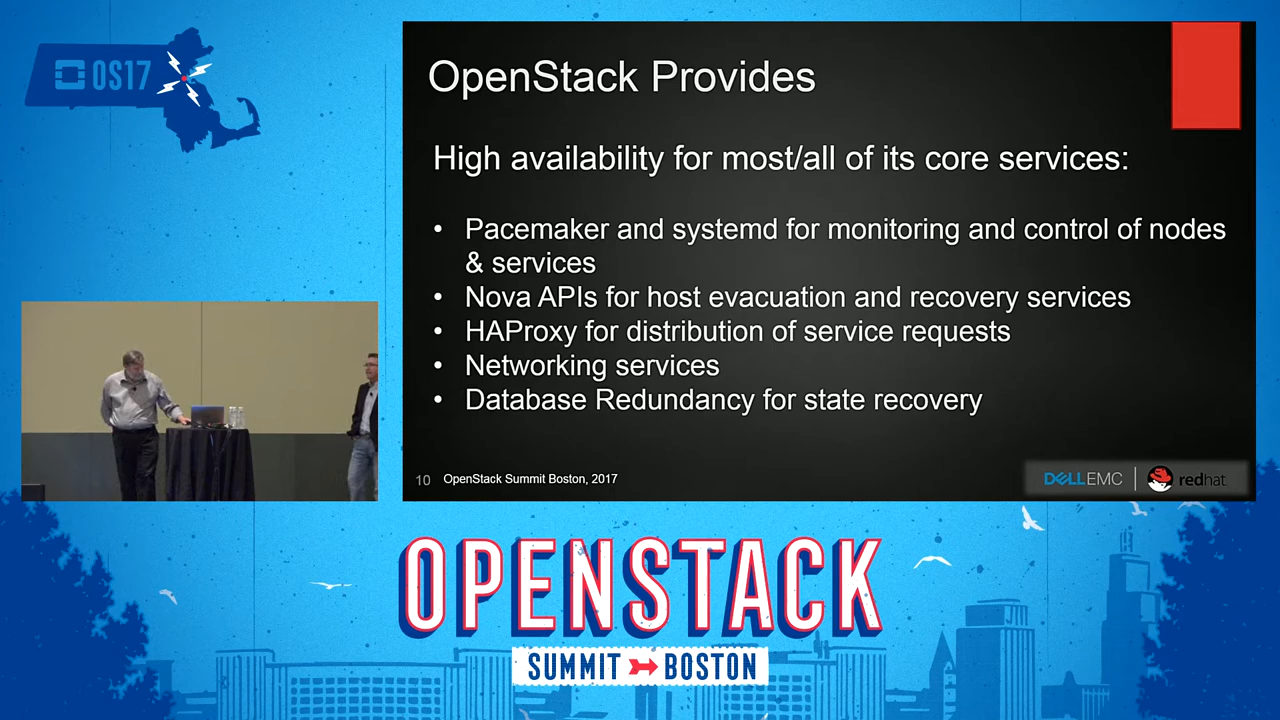 OS17
OpenStack Provides
High availability for most/all of its core services:
• Pacemaker and systemd for monitoring and control of nodes
& services
• Nova APIs for host evacuation and recovery services
• HAProxy for distribution of service requests
• Networking services
• Database Redundancy for state recovery
10 OpenStack Summit Boston, 2017
DELLEMC | redhat
OPENSTACK
SUMMIT BOSTON